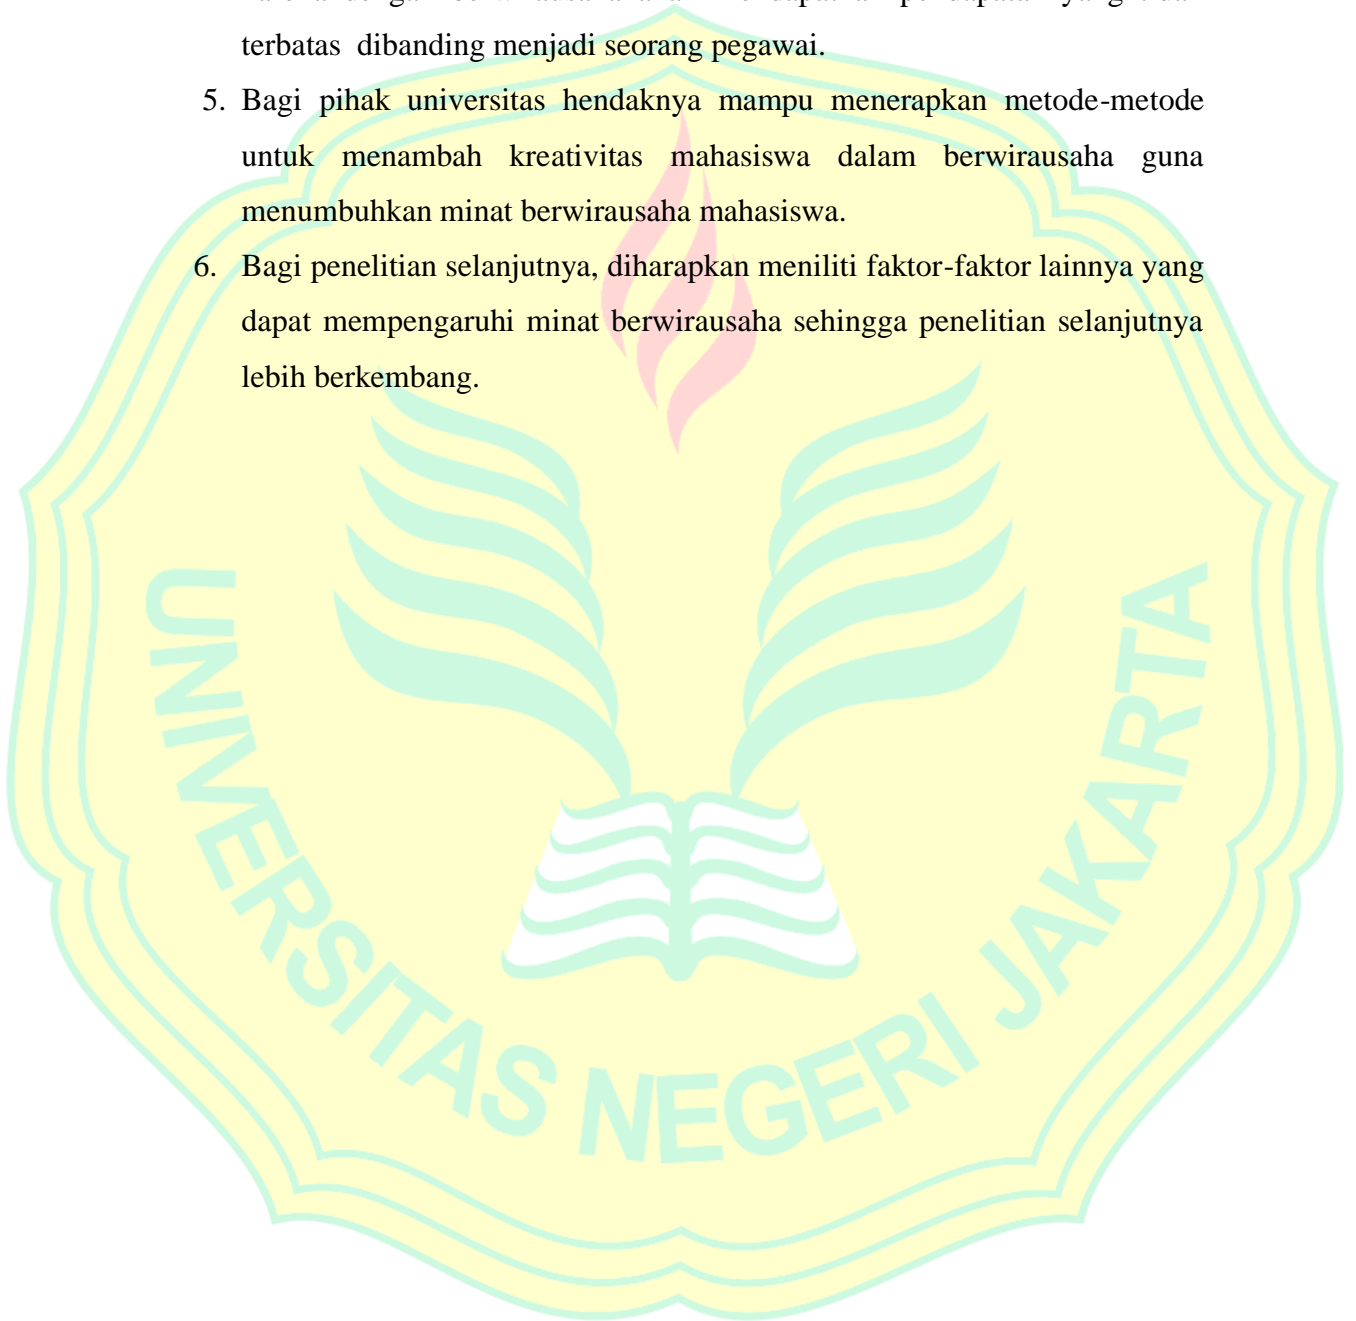 terbatas dibanding menjadi seorang pegawai.
5. Bagi pihak universitas hendaknya mampu menerapkan metode-metode
untuk menambah kreativitas mahasiswa dalam berwirausaha guna
menumbuhkan minat berwirausaha mahasiswa.
6. Bagi penelitian selanjutnya, diharapkan meniliti faktor-faktor lainnya yang
dapat mempengaruhi minat berwirausaha sehingga penelitian selanjutnya
lebih berkembang.
UNIVERSITAS NEGERI JAKARTA